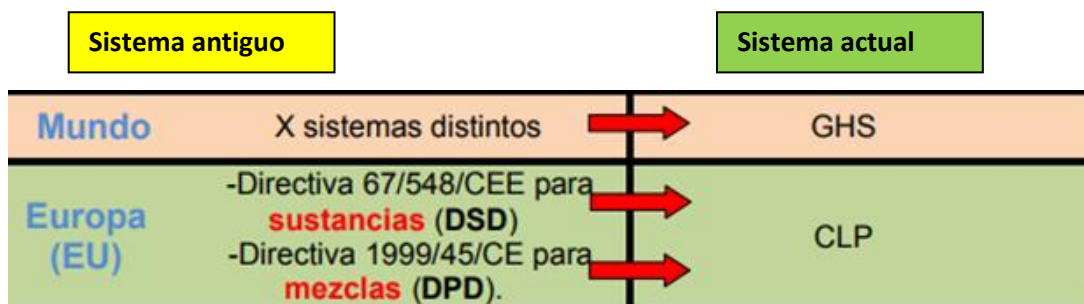 Sistema antiguo
Sistema actual
Mundo
X sistemas distintos
GHS
Europa
(EU)
-Directiva 67/548/CEE para
sustancias (DSD)
-Directiva 1999/45/CE para
mezclas (DPD).
CLP